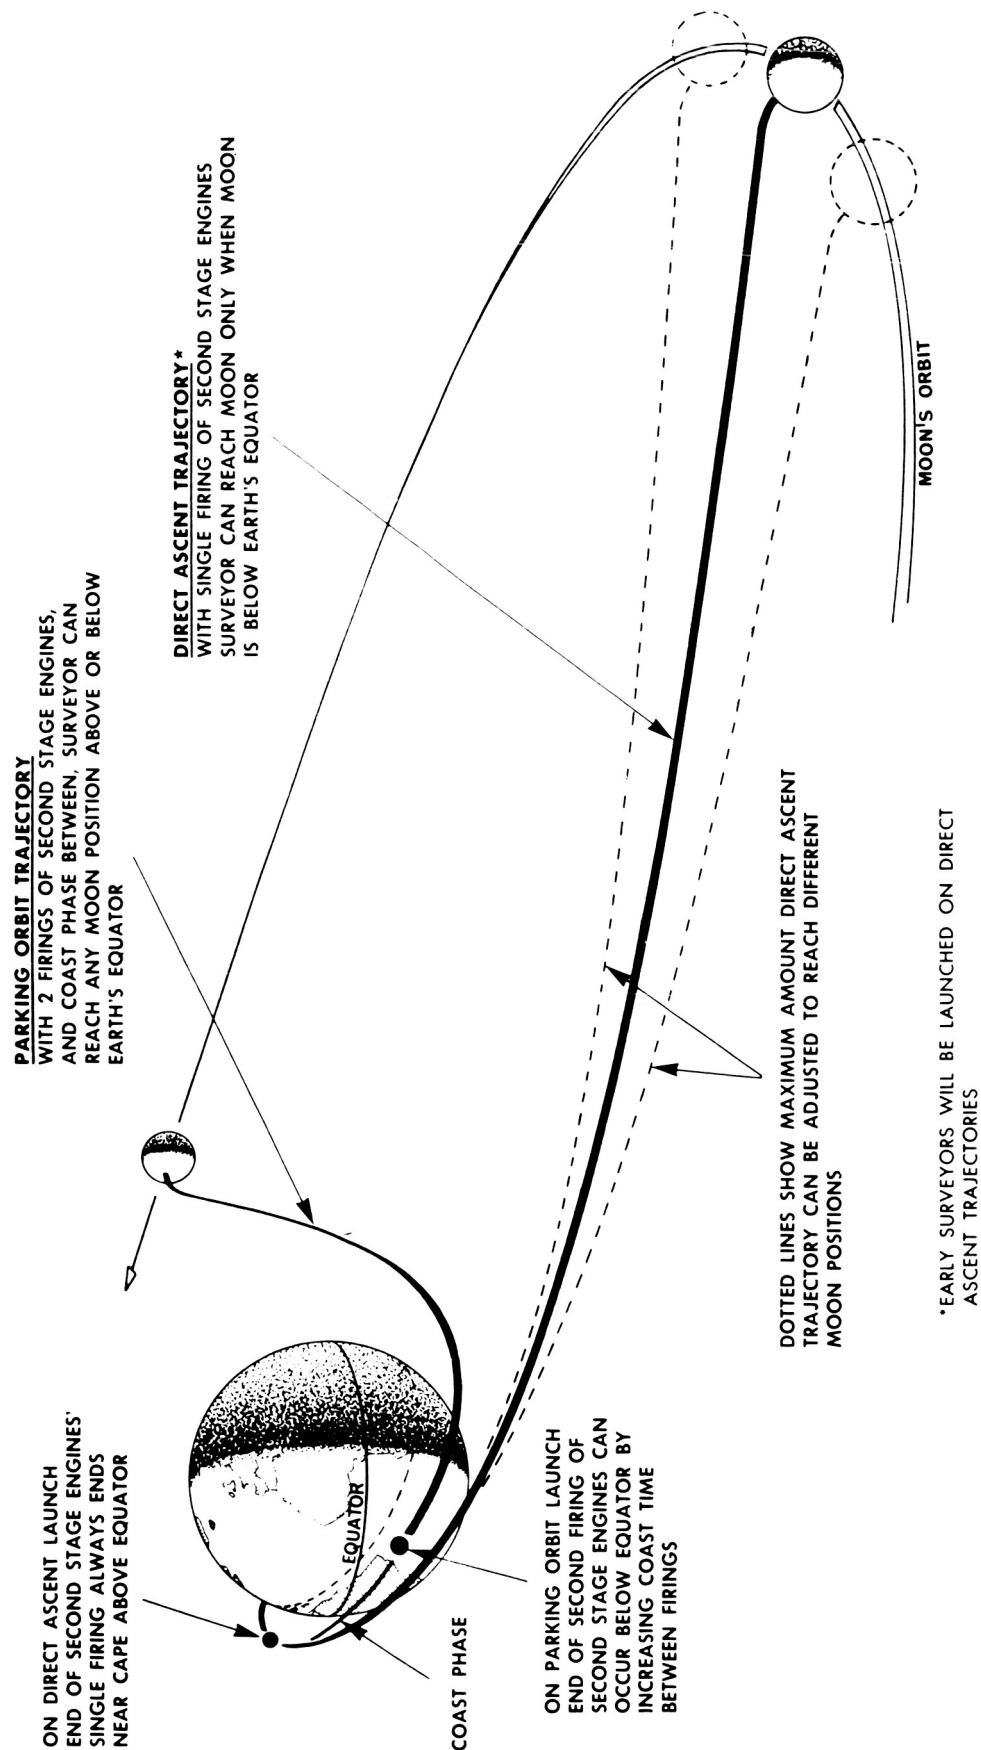 PARKING ORBIT TRAJECTORY
WITH 2 FIRINGS OF SECOND STAGE ENGINES,
AND COAST PHASE BETWEEN, SURVEYOR CAN
REACH ANY MOON POSITION ABOVE OR BELOW
EARTH'S EQUATOR
DIRECT ASCENT TRAJECTORY*
WITH SINGLE FIRING OF SECOND STAGE ENGINES
SURVEYOR CAN REACH MOON ONLY WHEN MOON
IS BELOW EARTH'S EQUATOR
ON DIRECT ASCENT LAUNCH
END OF SECOND STAGE ENGINES'
SINGLE FIRING ALWAYS ENDS
NEAR CAPE ABOVE EQUATOR
EQUATOR
COAST PHASE
ON PARKING ORBIT LAUNCH
END OF SECOND FIRING OF
SECOND STAGE ENGINES CAN
OCCUR BELOW EQUATOR BY
INCREASING COAST TIME
BETWEEN FIRINGS
DOTTED LINES SHOW MAXIMUM AMOUNT DIRECT ASCENT
TRAJECTORY CAN BE ADJUSTED TO REACH DIFFERENT
MOON POSITIONS
MOON'S ORBIT
*EARLY SURVEYORS WILL BE LAUNCHED ON DIRECT
ASCENT TRAJECTORIES